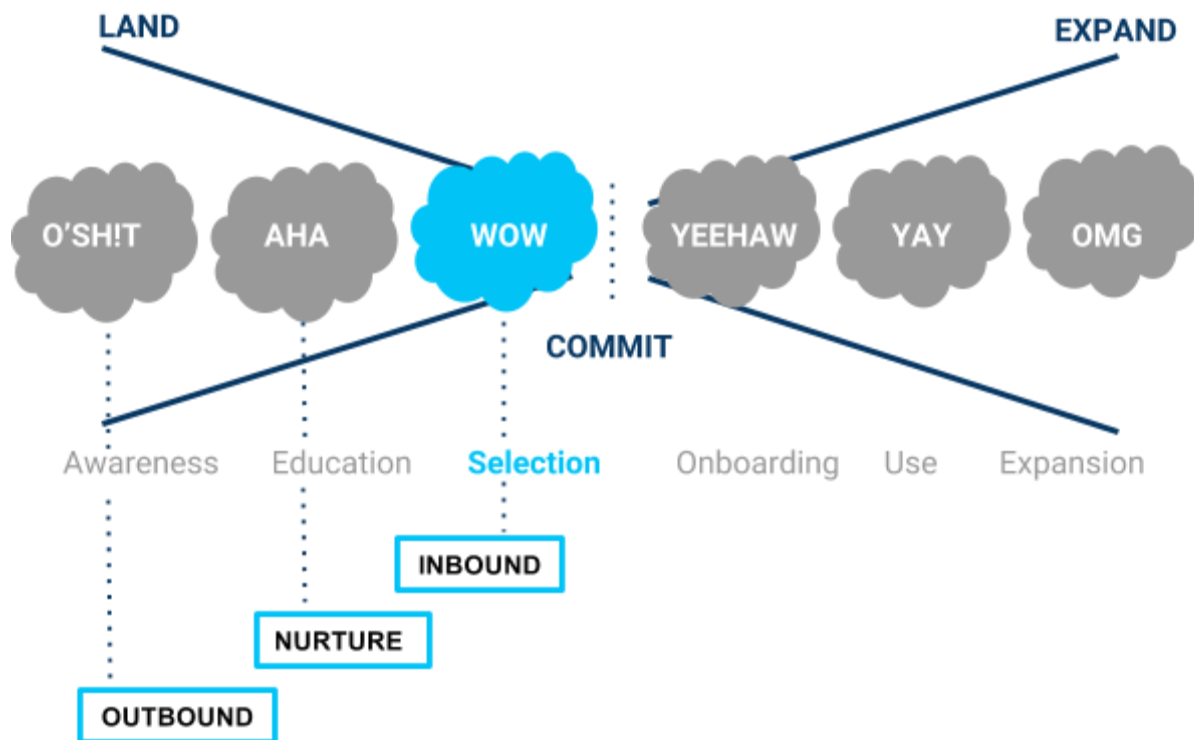 LAND
EXPAND
O'SH!T
AHA
WOW
YEEHAW
YAY
OMG
COMMIT
Awareness
Education
Selection
Onboarding
Use
Expansion
INBOUND
NURTURE
OUTBOUND